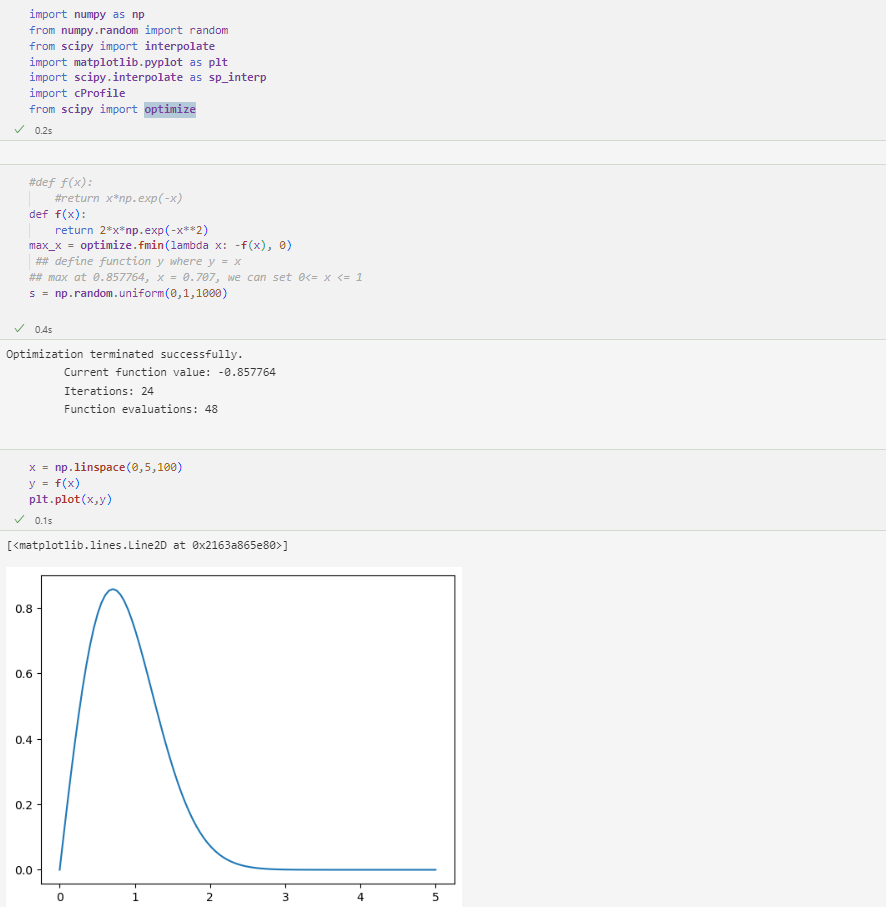 import numpy as np
from numpy.random import random
from scipy import interpolate
import matplotlib.pyplot as plt
import scipy.interpolate as sp_interp
import cProfile
from scipy import optimize
✓ 0.2s
#def f(x):
    #return x*np.exp(-x)
def f(x):
    return 2*x*np.exp(-x**2)
max_x = optimize.fmin(lambda x: -f(x), 0)
 ## define function y where y = x
## max at 0.857764, x = 0.707, we can set 0<= x <= 1
s = np.random.uniform(0,1,1000)
✓ 0.4s
Optimization terminated successfully.
         Current function value: -0.857764
         Iterations: 24
         Function evaluations: 48
x = np.linspace(0,5,100)
y = f(x)
plt.plot(x,y)
✓ 0.1s
[<matplotlib.lines.Line2D at 0x2163a865e80>]
0.8
0.6
0.4
0.2
0.0
0 1 2 3 4 5